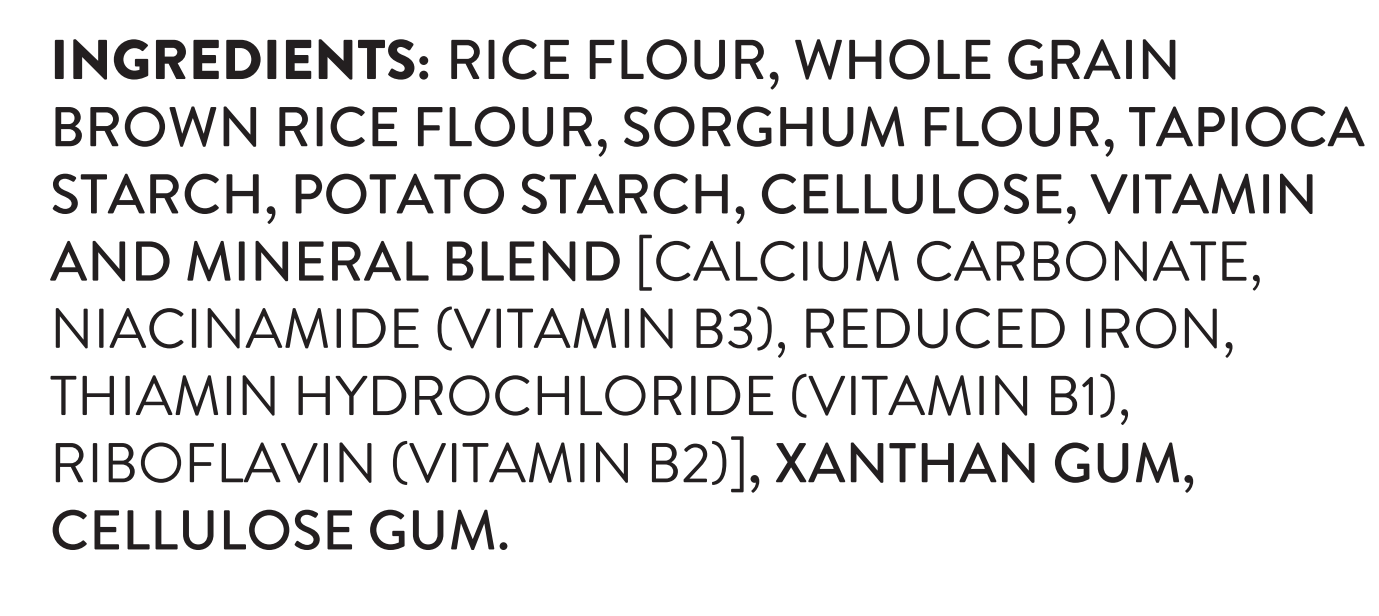 INGREDIENTS: RICE FLOUR, WHOLE GRAIN
BROWN RICE FLOUR, SORGHUM FLOUR, TAPIOCA
STARCH, POTATO STARCH, CELLULOSE, VITAMIN
AND MINERAL BLEND [CALCIUM CARBONATE,
NIACINAMIDE (VITAMIN B3), REDUCED IRON,
THIAMIN HYDROCHLORIDE (VITAMIN B1),
RIBOFLAVIN (VITAMIN B2)], XANTHAN GUM,
CELLULOSE GUM.